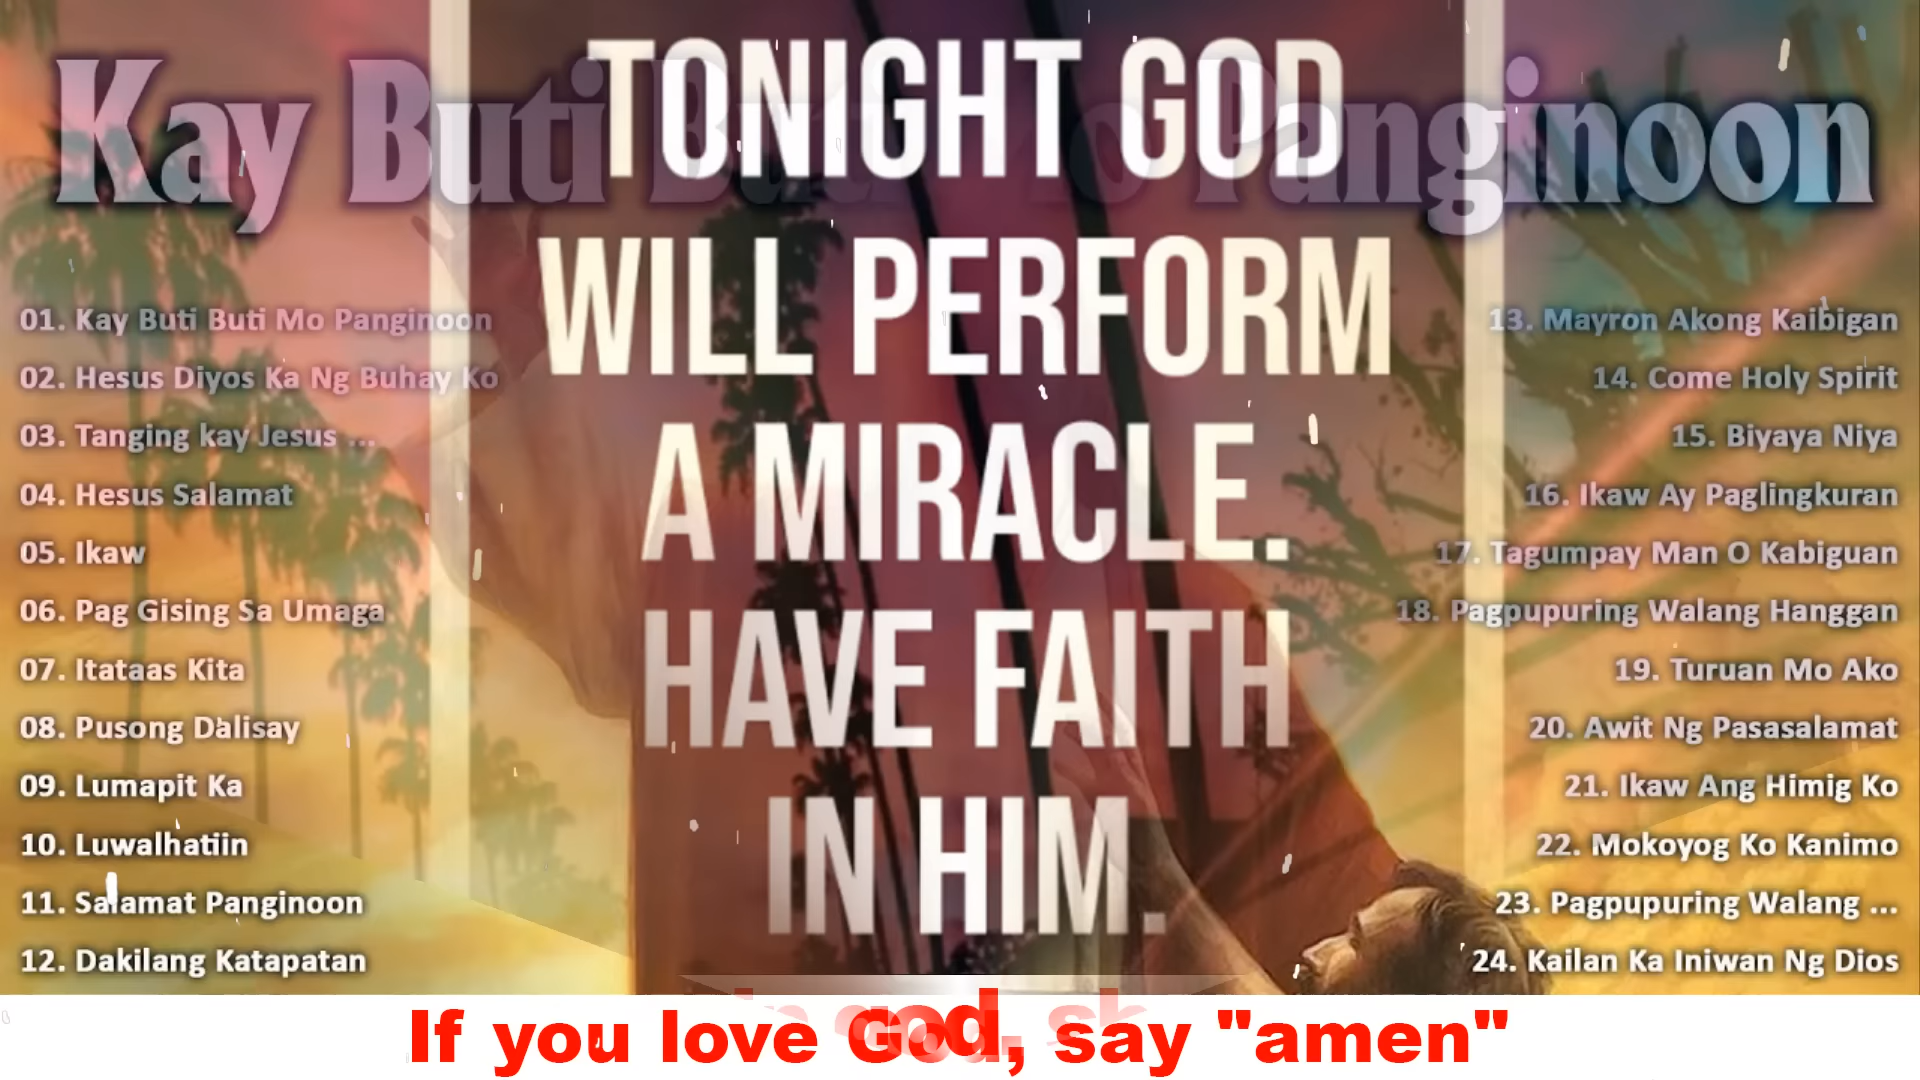 Kay Buti Buti Mo Panginoon
TONIGHT GOD
WILL PERFORM
A MIRACLE.
HAVE FAITH
IN HIM.
01. Kay Buti Buti Mo Panginoon
02. Hesus Diyos Ka Ng Buhay Ko
03. Tanging kay Jesus ...
04. Hesus Salamat
05. Ikaw
06. Pag Gising Sa Umaga
07. Itataas Kita
08. Pusong Dalisay
09. Lumapit Ka
10. Luwalhatiin
11. Salamat Panginoon
12. Dakilang Katapatan
13. Mayron Akong Kaibigan
14. Come Holy Spirit
15. Biyaya Niya
16. Ikaw Ay Paglingkuran
17. Tagumpay Man O Kabiguan
18. Pagpupuring Walang Hanggan
19. Turuan Mo Ako
20. Awit Ng Pasasalamat
21. Ikaw Ang Himig Ko
22. Mokoyog Ko Kanimo
23. Pagpupuring Walang ...
24. Kailan Ka Iniwan Ng Dios
If you love God, say "amen"